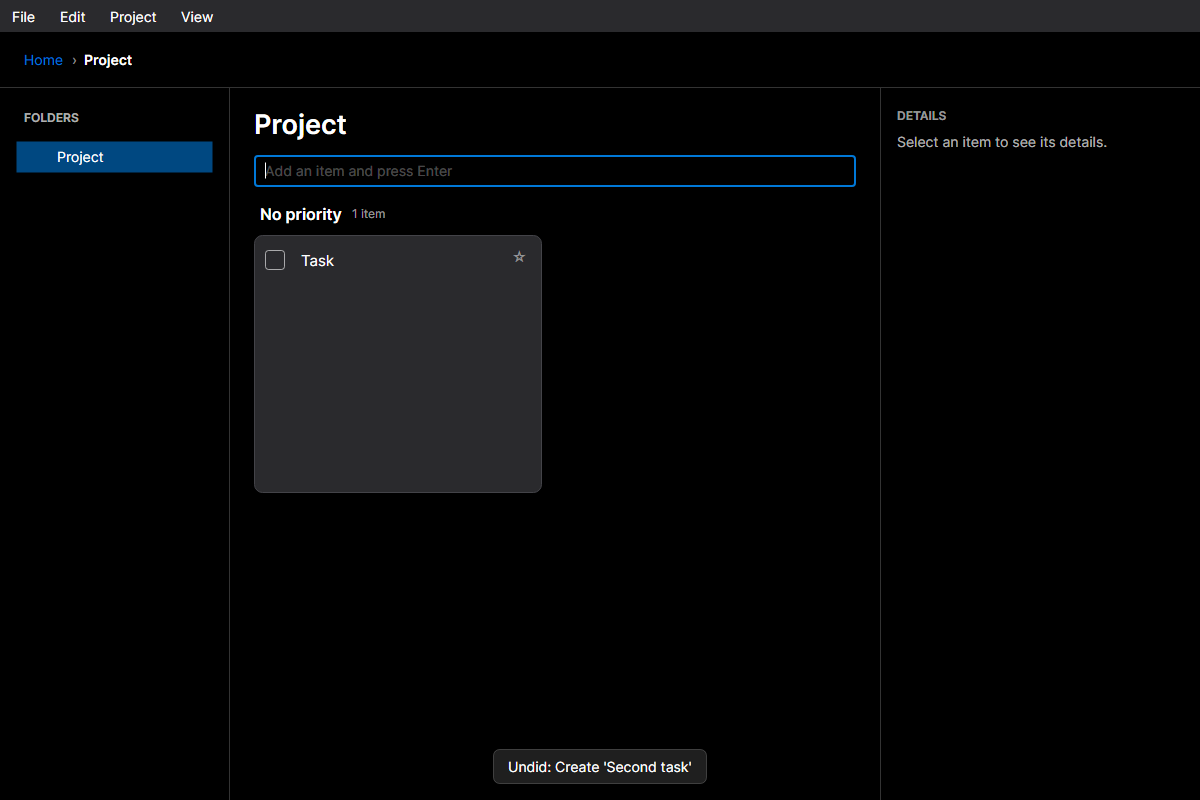 File Edit Project View
Home › Project
FOLDERS
Project
Project
Add an item and press Enter
No priority 1 item
Task ☆
DETAILS
Select an item to see its details.
Undid: Create 'Second task'